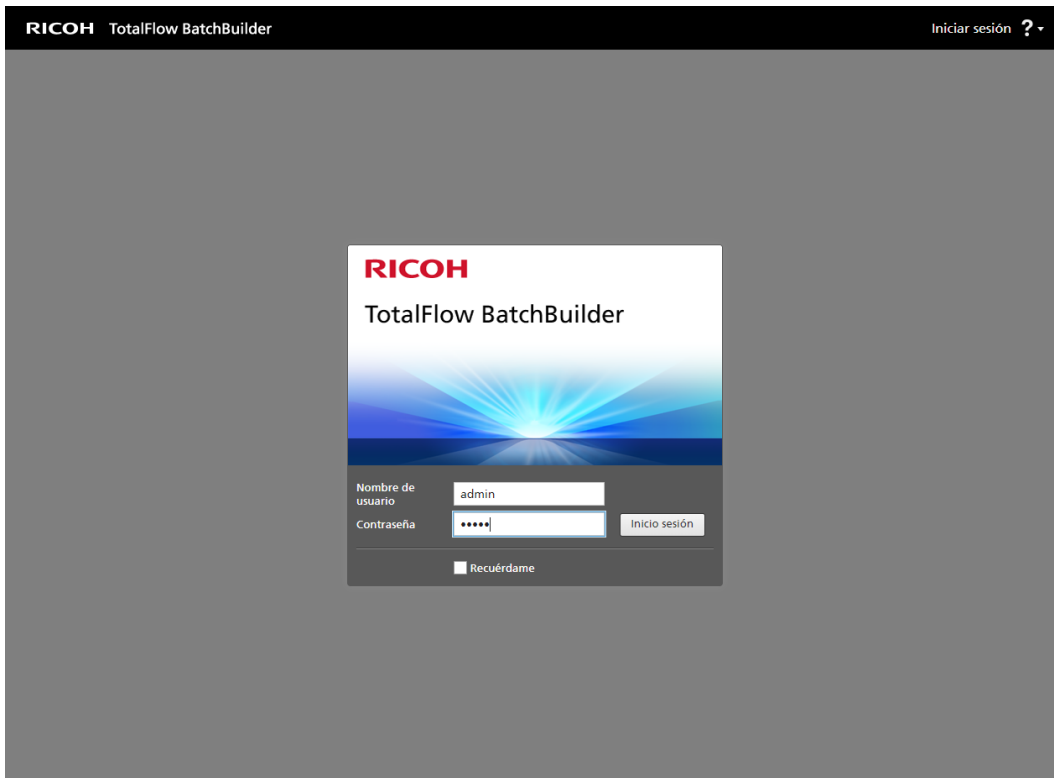 RICOH TotalFlow BatchBuilder
Iniciar sesión ?
RICOH
TotalFlow BatchBuilder
Nombre de
usuario
admin
Contraseña
•••••
Inicio sesión
Recuérdame